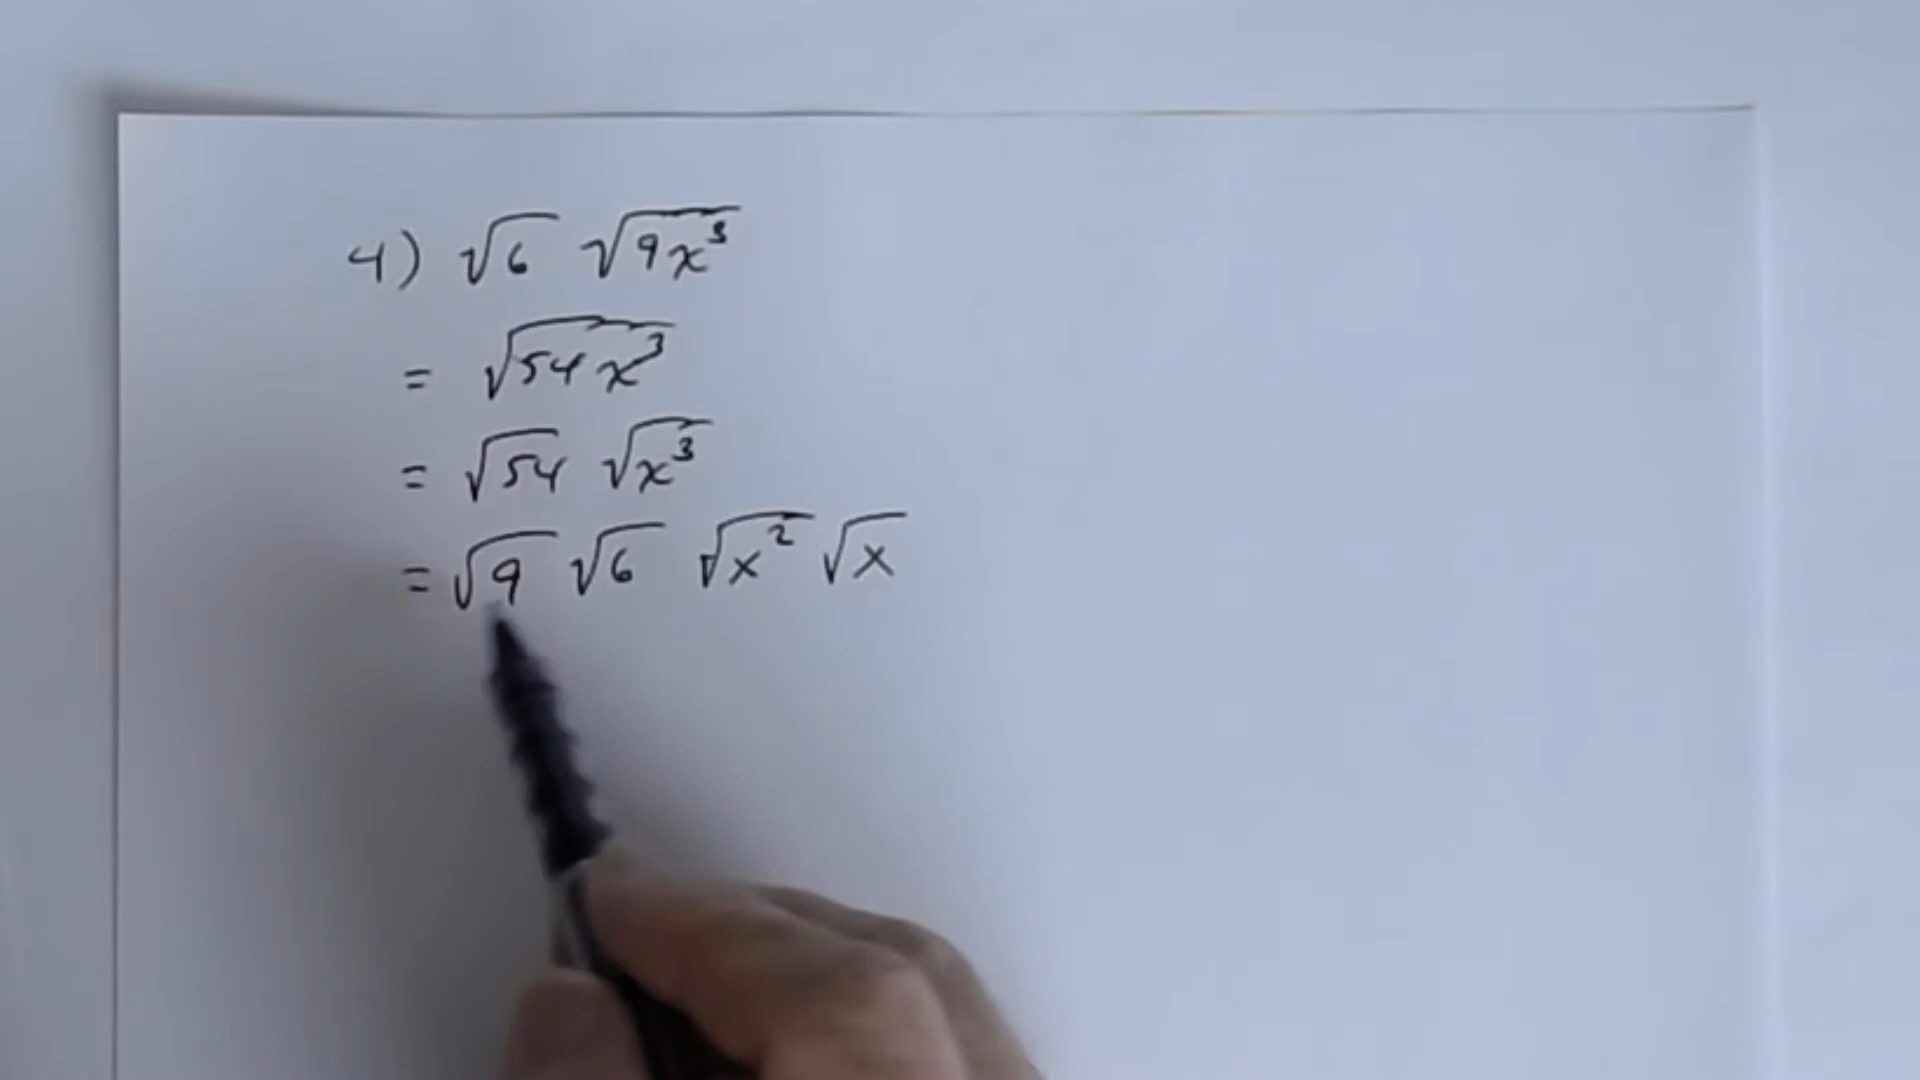 4) √6 √9x³
= √54x³
= √54 √x³
= √9 √6 √x² √x